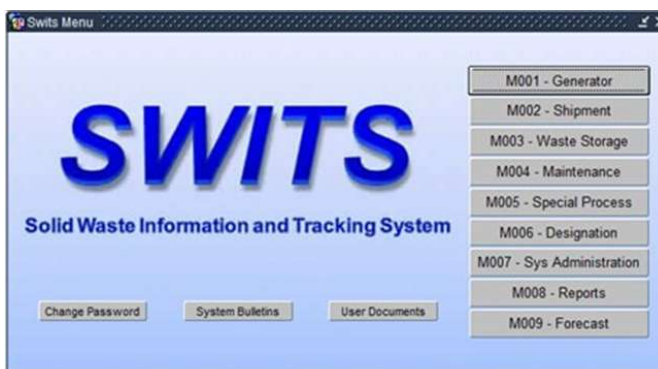 Swits Menu
SWITS
Solid Waste Information and Tracking System
Change Password
System Bulletins
User Documents
M001 - Generator
M002 - Shipment
M003 - Waste Storage
M004 - Maintenance
M005 - Special Process
M006 - Designation
M007 - Sys Administration
M008 - Reports
M009 - Forecast